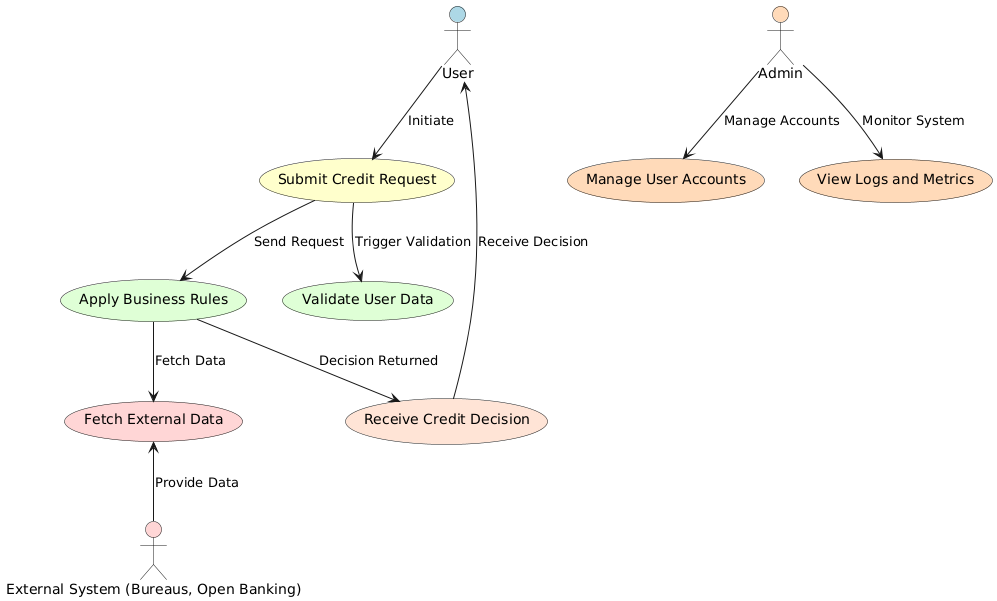 User
Admin
Initiate
Manage Accounts
Monitor System
Submit Credit Request
Manage User Accounts
View Logs and Metrics
Send Request
Trigger Validation
Receive Decision
Apply Business Rules
Validate User Data
Fetch Data
Decision Returned
Fetch External Data
Receive Credit Decision
Provide Data
External System (Bureaus, Open Banking)